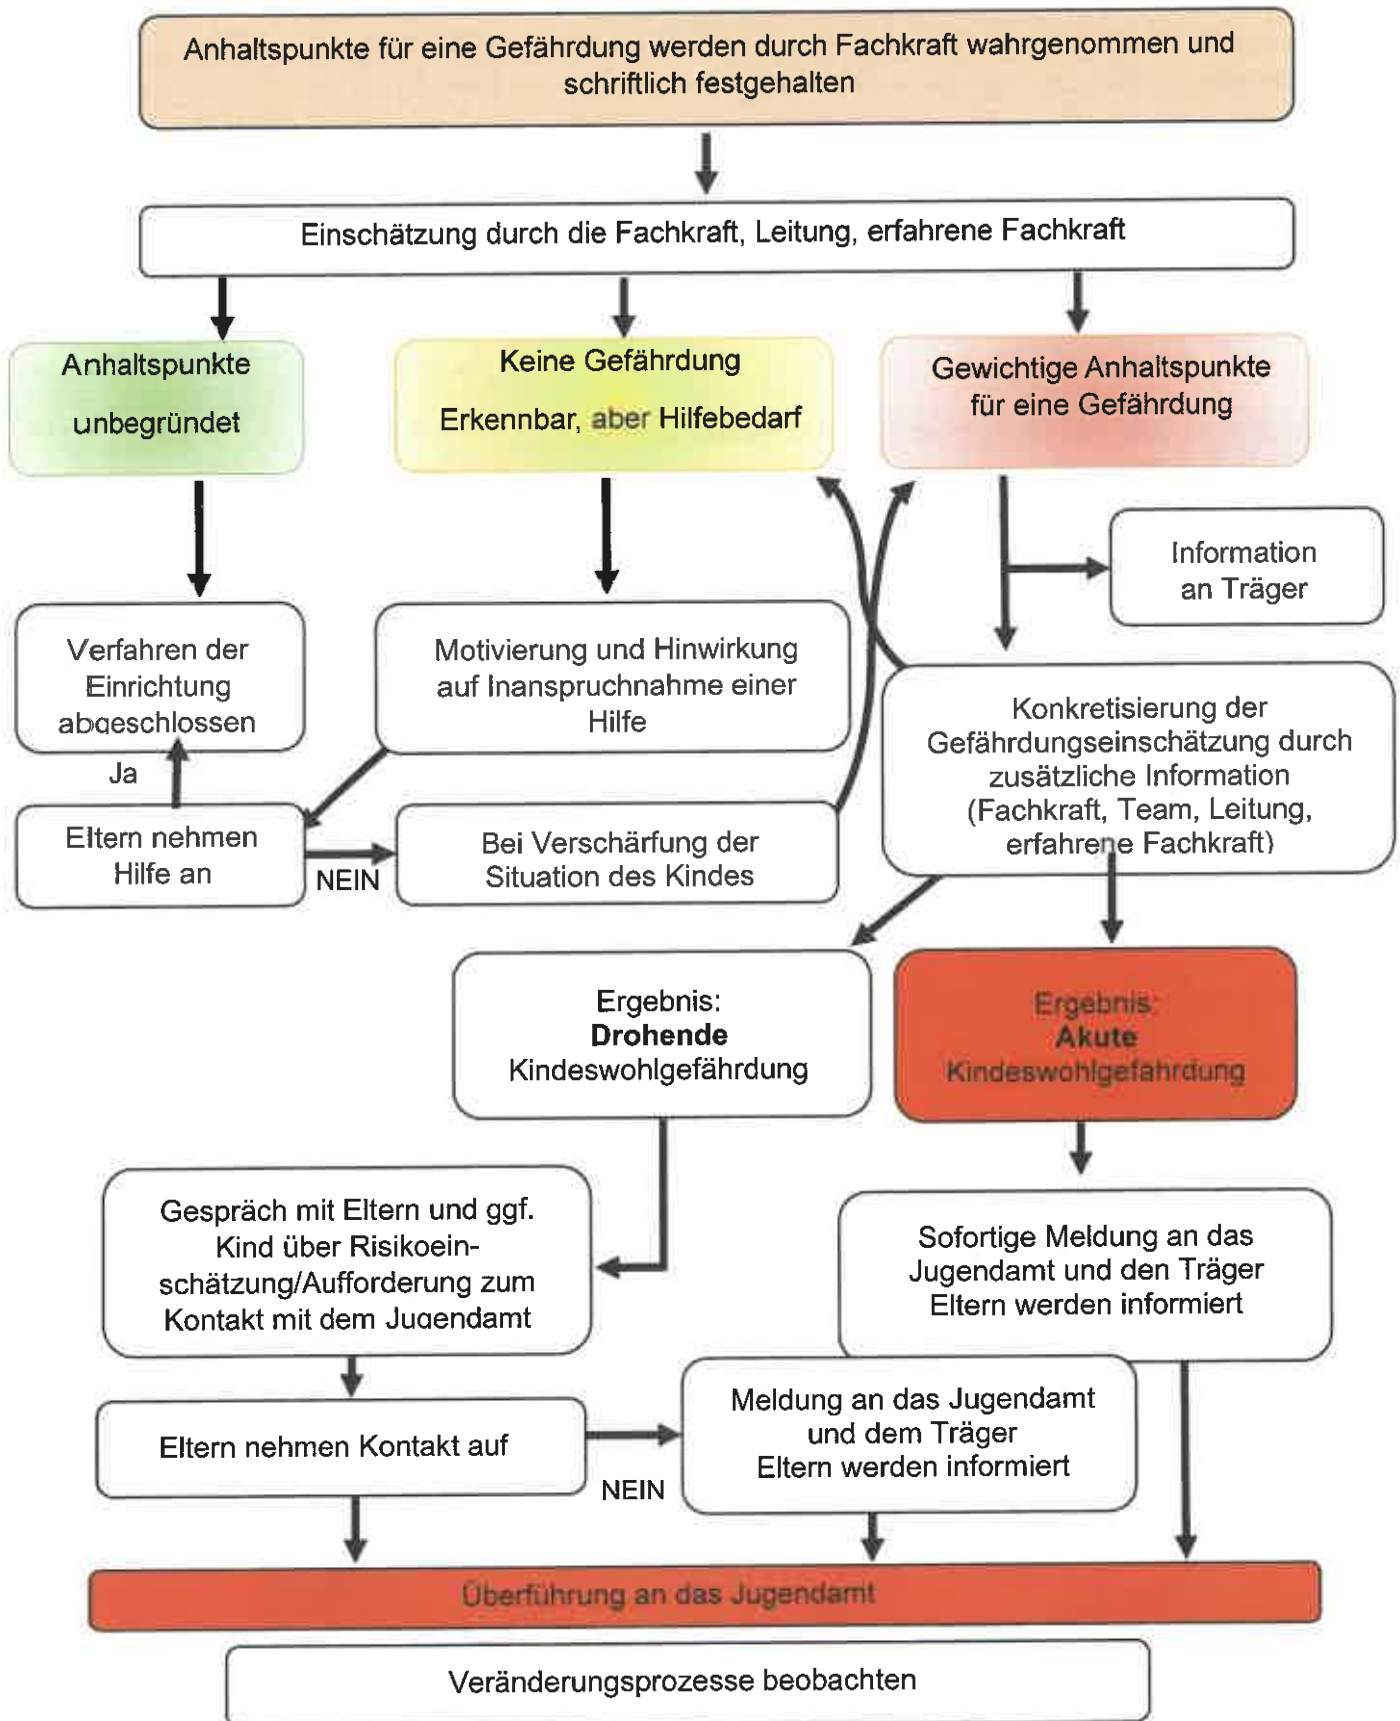 Anhaltspunkte für eine Gefährdung werden durch Fachkraft wahrgenommen und
schriftlich festgehalten
Einschätzung durch die Fachkraft, Leitung, erfahrene Fachkraft
Anhaltspunkte
unbegründet
Keine Gefährdung
Erkennbar, aber Hilfebedarf
Gewichtige Anhaltspunkte
für eine Gefährdung
Information
an Träger
Verfahren der
Einrichtung
abgeschlossen
Motivierung und Hinwirkung
auf Inanspruchnahme einer
Hilfe
Konkretisierung der
Gefährdungseinschätzung durch
zusätzliche Information
(Fachkraft, Team, Leitung,
erfahrene Fachkraft)
Ja
Eltern nehmen
Hilfe an
NEIN
Bei Verschärfung der
Situation des Kindes
Ergebnis:
Drohende
Kindeswohlgefährdung
Ergebnis:
Akute
Kindeswohlgefährdung
Gespräch mit Eltern und ggf.
Kind über Risikoein-
schätzung/Aufforderung zum
Kontakt mit dem Jugendamt
Sofortige Meldung an das
Jugendamt und den Träger
Eltern werden informiert
Eltern nehmen Kontakt auf
NEIN
Meldung an das Jugendamt
und dem Träger
Eltern werden informiert
Überführung an das Jugendamt
Veränderungsprozesse beobachten